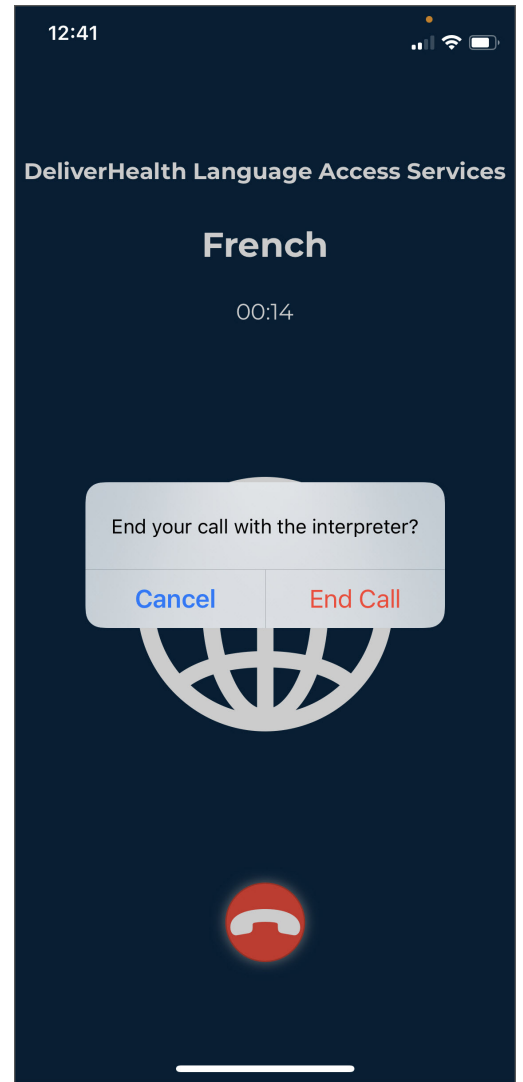 12:41
DeliverHealth Language Access Services
French
00:14
End your call with the interpreter?
Cancel
End Call